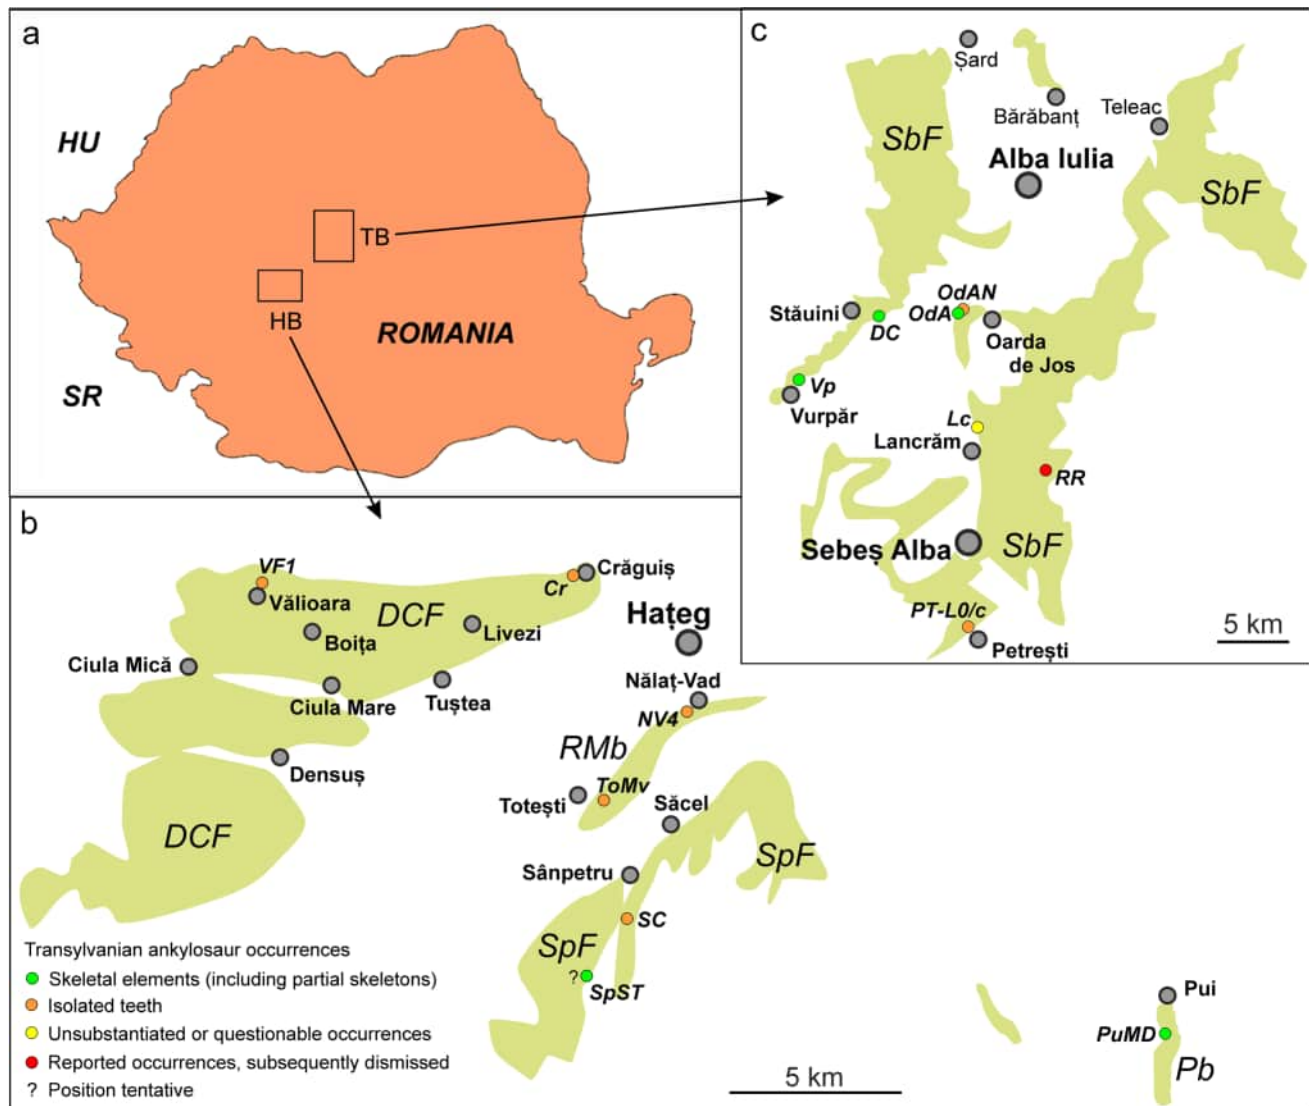 a
HU
TB
HB
ROMANIA
SR
c
Șard
Bărăbanț
Teleac
SbF
Alba Iulia
SbF
OdAN
Stăuini
OdA
DC
Oarda
de Jos
Vp
Vurpăr
Lc
Lancrăm
RR
Sebeș Alba
SbF
PT-L0/c
5 km
Petrești
b
VF1
Crăguiș
Cr
Vălioara
DCF
Hațeg
Livezi
Boița
Ciula Mică
Nălaț-Vad
Ciula Mare
Tuștea
NV4
RMb
Densuș
ToMv
Totești
Săcel
DCF
SpF
Sânpetru
SC
SpF
Transylvanian ankylosaur occurrences
Skeletal elements (including partial skeletons)
?
SpST
Isolated teeth
Pui
Unsubstantiated or questionable occurrences
PuMD
Reported occurrences, subsequently dismissed
Pb
? Position tentative
5 km